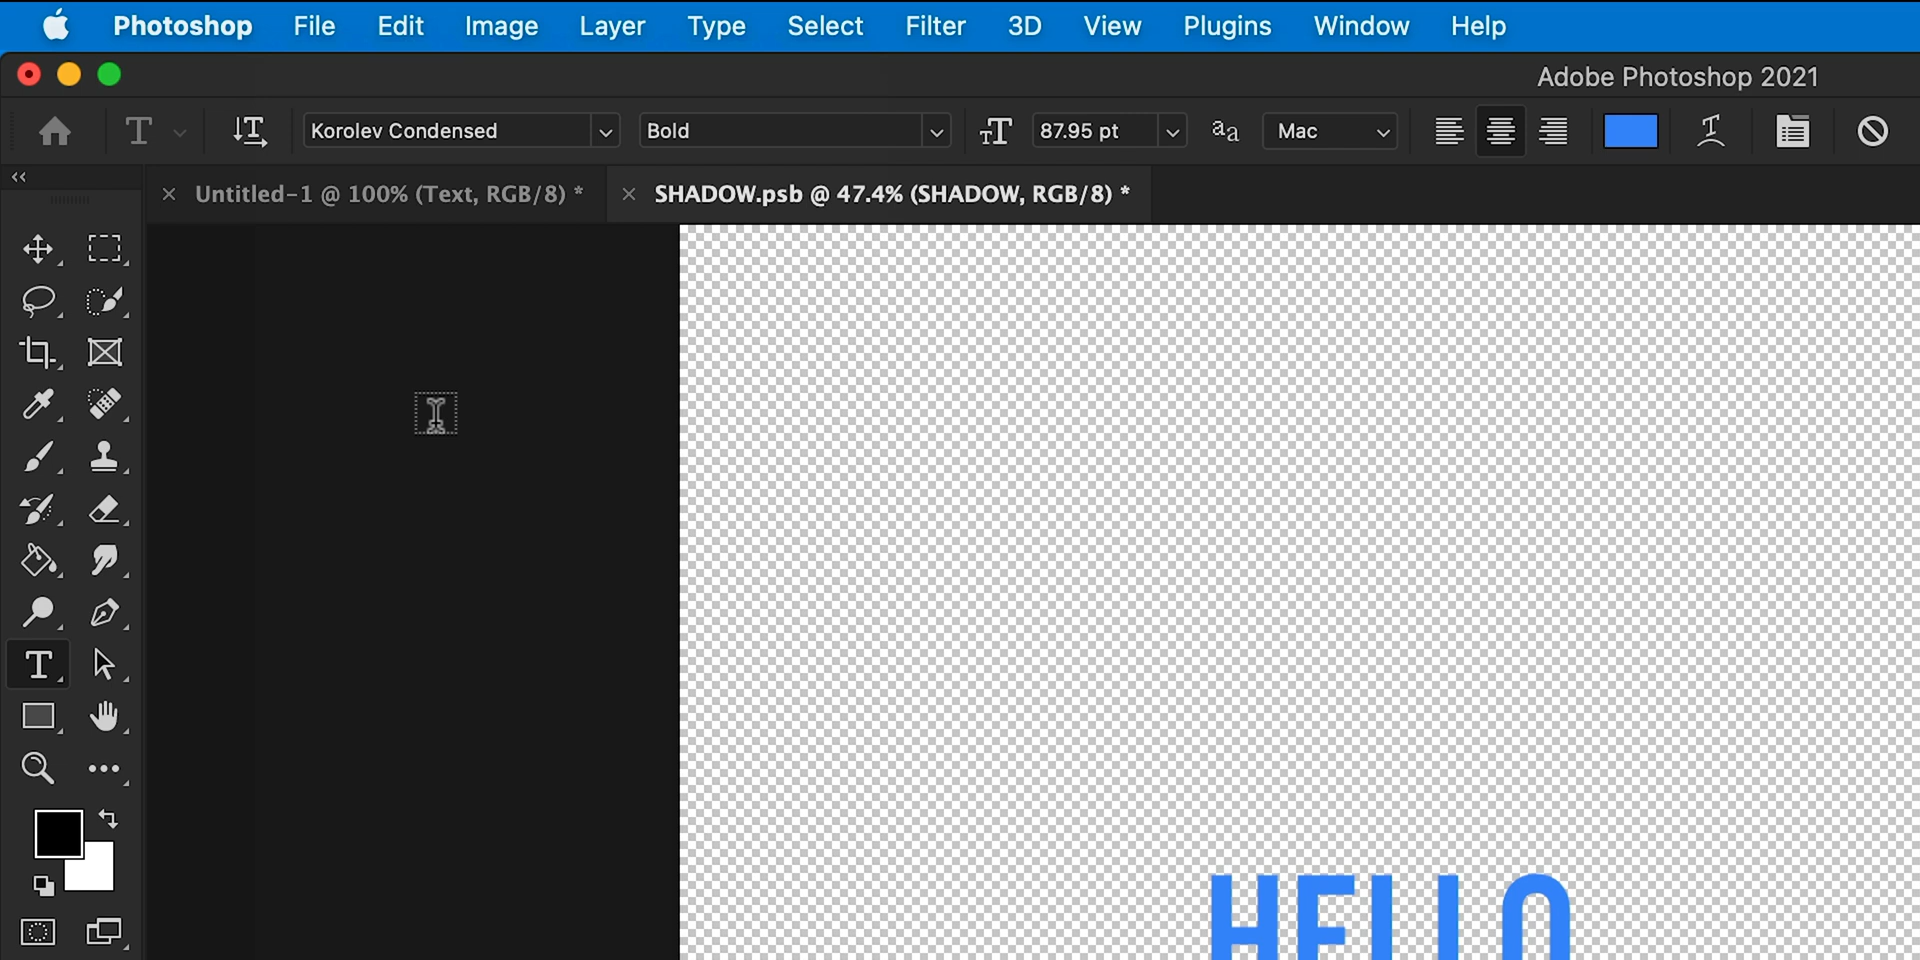 Photoshop File Edit Image Layer Type Select Filter 3D View Plugins Window Help
Adobe Photoshop 2021
Korolev Condensed Bold 87.95 pt Mac
Untitled-1 @ 100% (Text, RGB/8) * SHADOW.psb @ 47.4% (SHADOW, RGB/8) *
HELLO